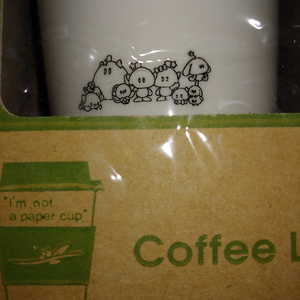 "I'm not
a paper cup"
Coffee L